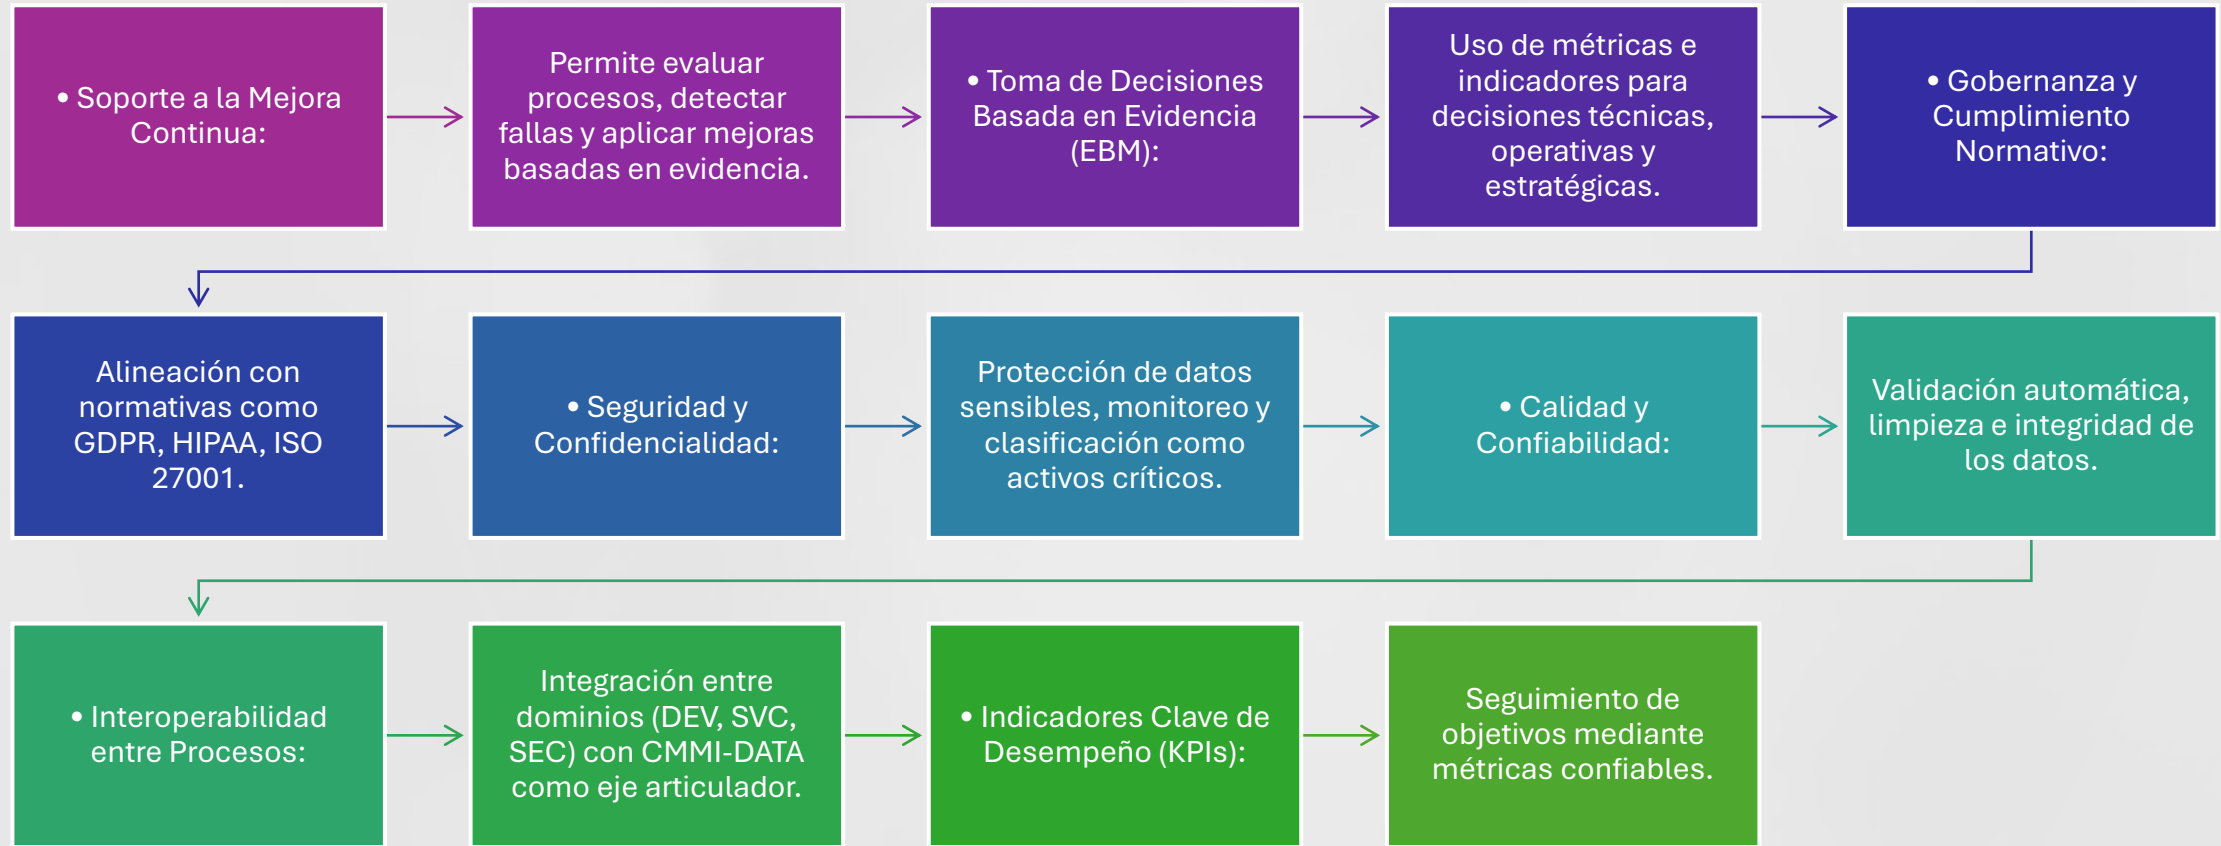 • Soporte a la Mejora
Continua:
Permite evaluar
procesos, detectar
fallas y aplicar mejoras
basadas en evidencia.
• Toma de Decisiones
Basada en Evidencia
(EBM):
Uso de métricas e
indicadores para
decisiones técnicas,
operativas y
estratégicas.
• Gobernanza y
Cumplimiento
Normativo:
Alineación con
normativas como
GDPR, HIPAA, ISO
27001.
• Seguridad y
Confidencialidad:
Protección de datos
sensibles, monitoreo y
clasificación como
activos críticos.
• Calidad y
Confiabilidad:
Validación automática,
limpieza e integridad de
los datos.
• Interoperabilidad
entre Procesos:
Integración entre
dominios (DEV, SVC,
SEC) con CMMI-DATA
como eje articulador.
• Indicadores Clave de
Desempeño (KPIs):
Seguimiento de
objetivos mediante
métricas confiables.